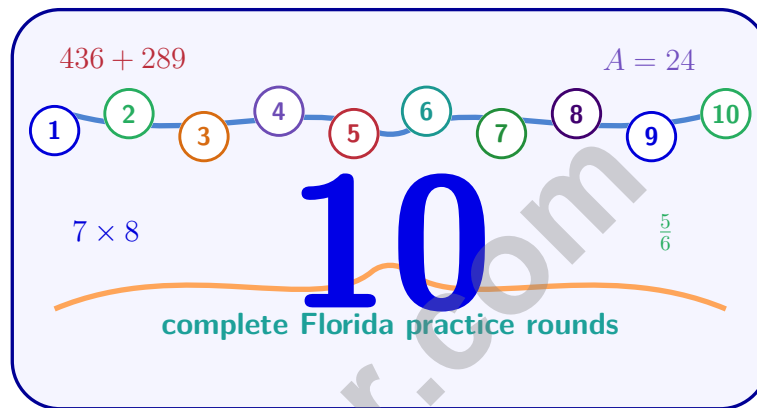 436 + 289
A = 24
1 2 3 4 5 6 7 8 9 10
7 × 8
5/6
10
complete Florida practice rounds
r.com